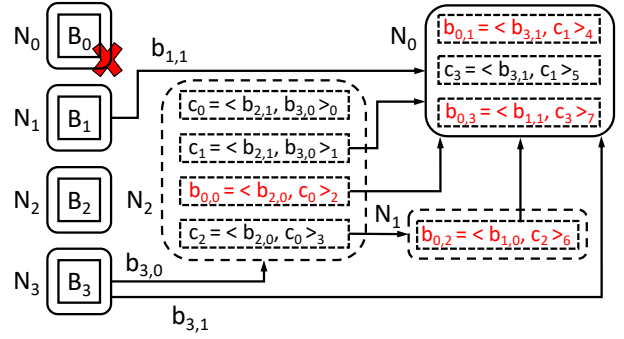 N₀ B₀
N₁ B₁
N₂ B₂
N₃ B₃
b₁,₁
b₃,₀
b₃,₁
N₂
c₀ = < b₂,₁, b₃,₀ >₀
c₁ = < b₂,₁, b₃,₀ >₁
b₀,₀ = < b₂,₀, c₀ >₂
c₂ = < b₂,₀, c₀ >₃
N₁
b₀,₂ = < b₁,₀, c₂ >₆
N₀
b₀,₁ = < b₃,₁, c₁ >₄
c₃ = < b₃,₁, c₁ >₅
b₀,₃ = < b₁,₁, c₃ >₇